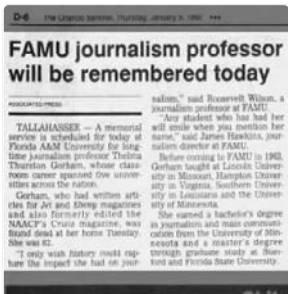 D-6 The Orlando Sentinel, Thursday, January 9, 1992
FAMU journalism professor
will be remembered today
ASSOCIATED PRESS
TALLAHASSEE — A memorial
service is scheduled for today at
Florida A&M University for long-
time journalism professor Thelma
Thurston Gorham, whose class-
room career spanned five univer-
sities across the nation.
Gorham, who had written arti-
cles for Jet and Sheep magazines
and also formerly edited the
NAACP's Crisis magazine, was
found dead at her home Tuesday.
She was 82.
"I only wish history could cap-
ture the impact she had on jour-
nalism," said Roosevelt Wilson, a
journalism professor at FAMU.
"Any student who has had her
will smile when you mention her
name," said James Hawkins, jour-
nalism director at FAMU.
Before coming to FAMU in 1963,
Gorham taught at Lincoln Univer-
sity in Missouri, Hampton Univer-
sity in Virginia, Southern Univer-
sity in Louisiana and the Univer-
sity of Minnesota.
She earned a bachelor's degree
in journalism and mass communi-
cation from the University of Min-
nesota and a master's degree
through graduate study at
and Florida State University.